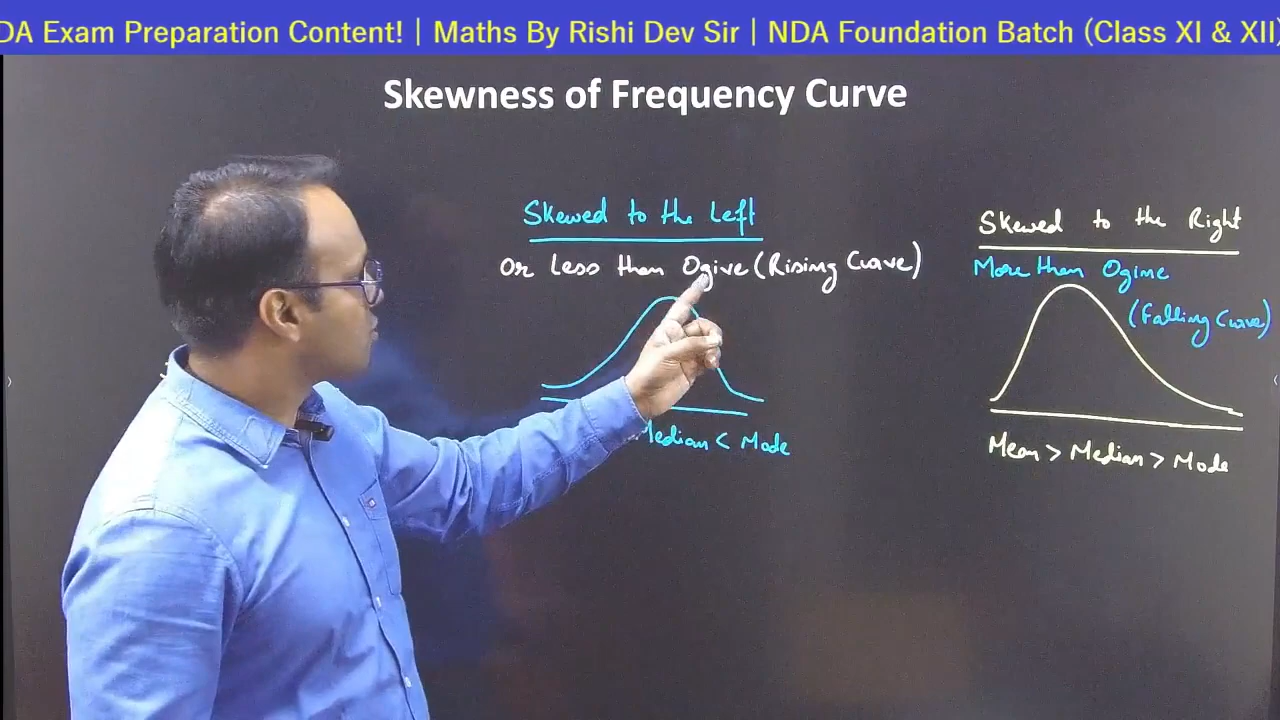 DA Exam Preparation Content! | Maths By Rishi Dev Sir | NDA Foundation Batch (Class XI & XII)
Skewness of Frequency Curve
Skewed to the Left
Or Less than Ogive (Rising Curve)
Median < Mode
Skewed to the Right
More than Ogime
(Falling Curve)
Mean > Median > Mode